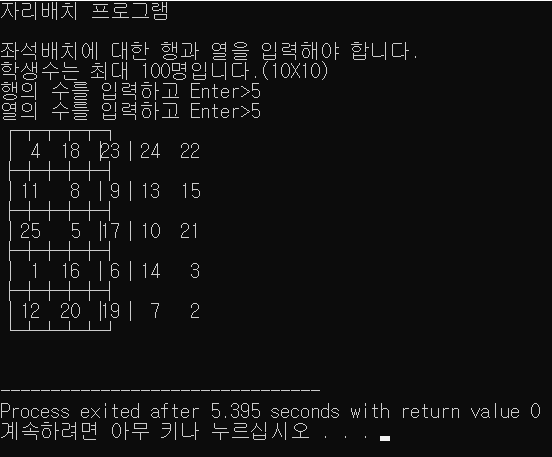 자리배치 프로그램
좌석배치에 대한 행과 열을 입력해야 합니다.
학생수는 최대 100명입니다.(10X10)
행의 수를 입력하고 Enter>5
열의 수를 입력하고 Enter>5
┌┬┬┬┬┐
│ 4 18 │23│ 24 22
├┼┼┼┼┤
│ 11 8 │ 9│ 13 15
├┼┼┼┼┤
│ 25 5 │17│ 10 21
├┼┼┼┼┤
│ 1 16 │ 6│ 14 3
├┼┼┼┼┤
│ 12 20 │19│ 7 2
└┴┴┴┴┘
--------------------------------
Process exited after 5.395 seconds with return value 0
계속하려면 아무 키나 누르십시오 . . .